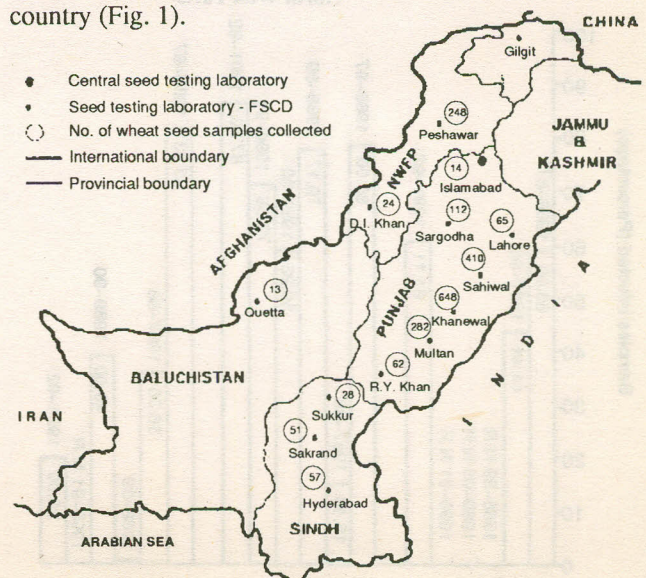 country (Fig. 1).
Central seed testing laboratory
Seed testing laboratory - FSCD
No. of wheat seed samples collected
International boundary
Provincial boundary
CHINA
Gilgit
248
Peshawar
JAMMU
&
KASHMIR
NWFP
14
Islamabad
24
D.I. Khan
112
Sargodha
65
Lahore
AFGHANISTAN
410
Sahiwal
13
Quetta
PUNJAB
648
Khanewal
282
Multan
INDIA
62
R.Y. Khan
BALUCHISTAN
IRAN
28
Sukkur
51
Sakrand
57
Hyderabad
SINDH
ARABIAN SEA